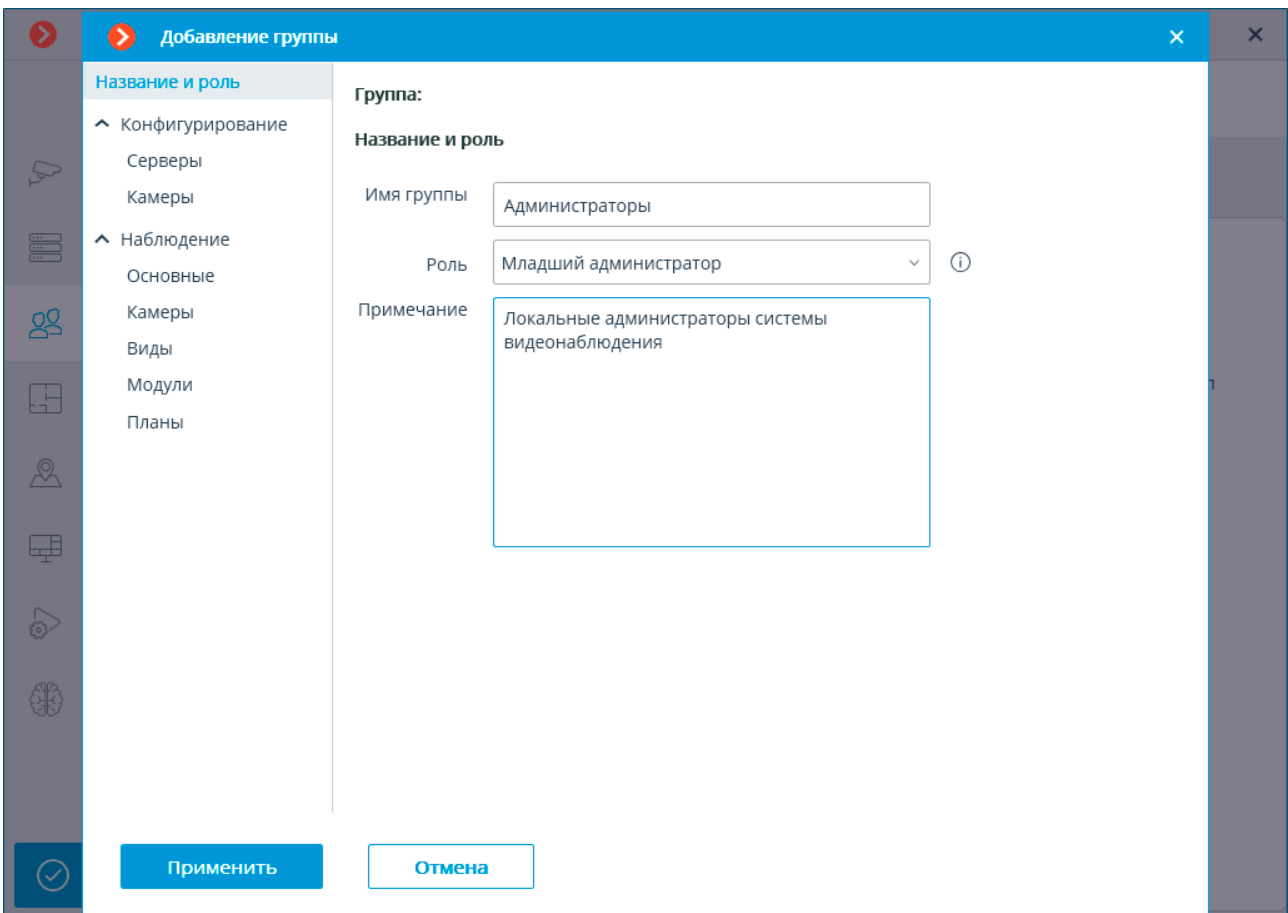 Добавление группы
Название и роль
Конфигурирование
Серверы
Камеры
Наблюдение
Основные
Камеры
Виды
Модули
Планы
Группа:
Название и роль
Имя группы
Администраторы
Роль
Младший администратор
Примечание
Локальные администраторы системы
видеонаблюдения
Применить
Отмена